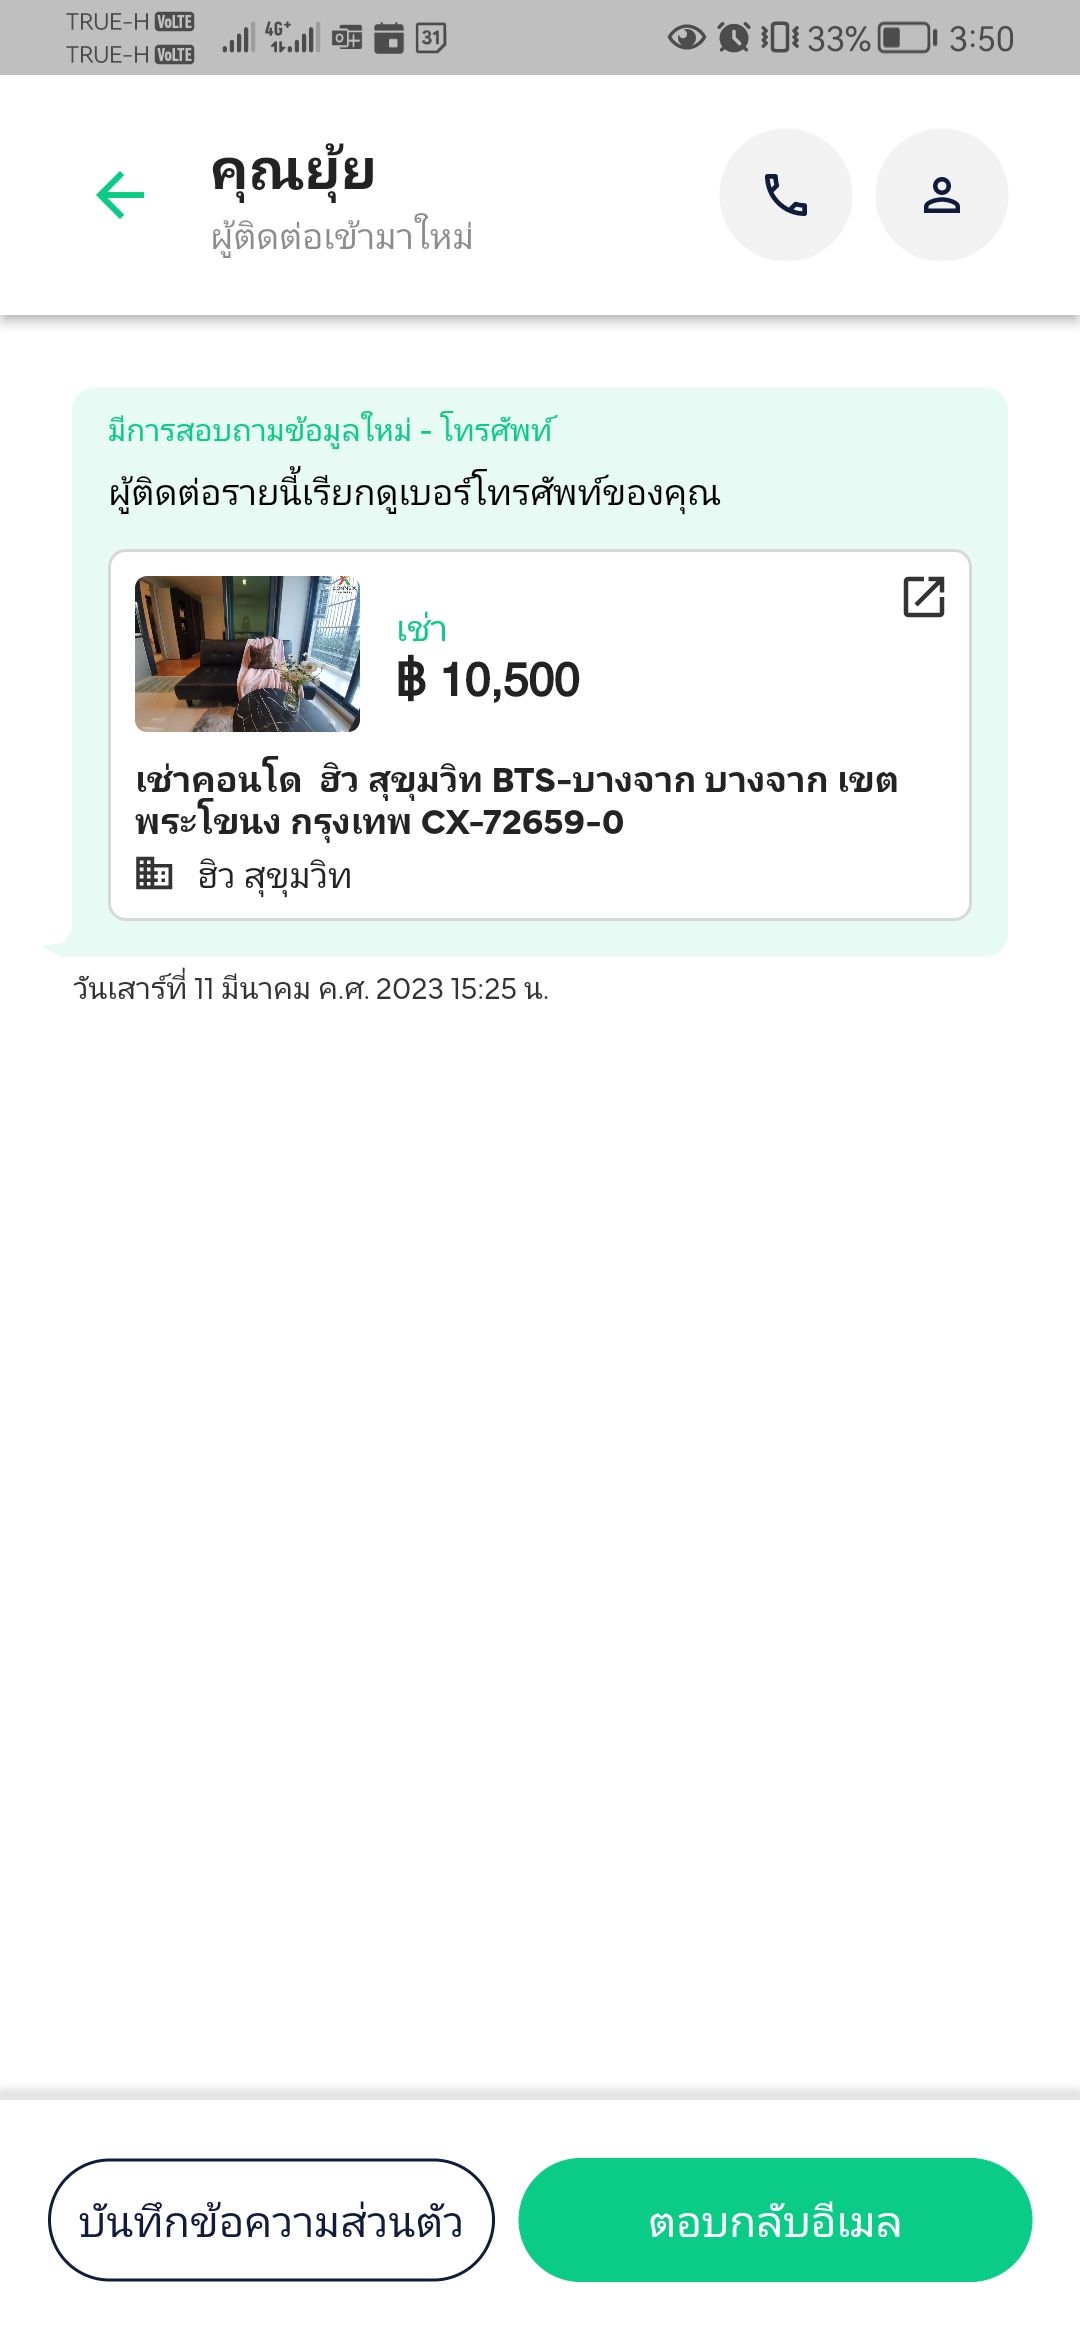 TRUE-H VoLTE
TRUE-H VoLTE
4G+
31
33%
3:50
คุณยุ้ย
ผู้ติดต่อเข้ามาใหม่
มีการสอบถามข้อมูลใหม่ - โทรศัพท์
ผู้ติดต่อรายนี้เรียกดูเบอร์โทรศัพท์ของคุณ
เช่า
฿ 10,500
เช่าคอนโด  ฮิว สุขุมวิท BTS-บางจาก บางจาก เขต
พระโขนง กรุงเทพ CX-72659-0
ฮิว สุขุมวิท
วันเสาร์ที่ 11 มีนาคม ค.ศ. 2023 15:25 น.
บันทึกข้อความส่วนตัว
ตอบกลับอีเมล